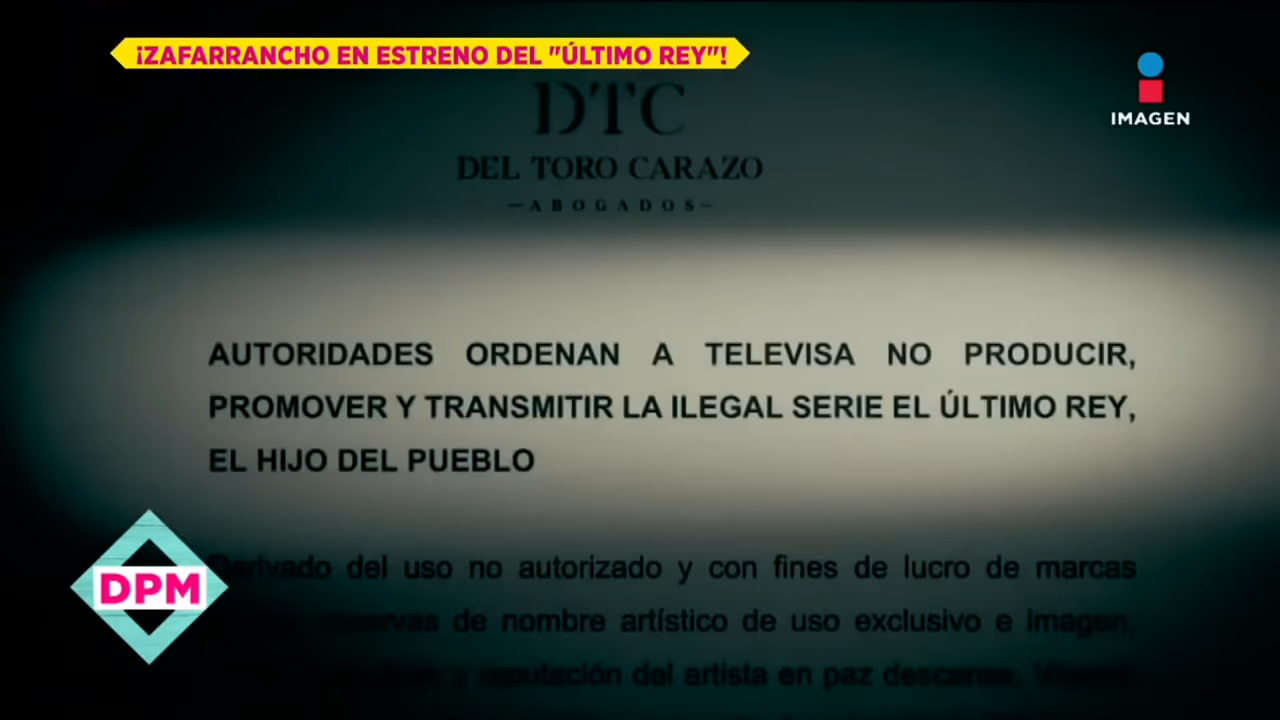 ¡ZAFARRANCHO EN ESTRENO DEL "ÚLTIMO REY"!
IMAGEN
DTC
DEL TORO CARAZO
—ABOGADOS—
AUTORIDADES ORDENAN A TELEVISA NO PRODUCIR,
PROMOVER Y TRANSMITIR LA ILEGAL SERIE EL ÚLTIMO REY,
EL HIJO DEL PUEBLO
Derivado del uso no autorizado y con fines de lucro de marcas
reservas de nombre artístico de uso exclusivo e imagen,
y reputación del artista en paz descanse.
DPM